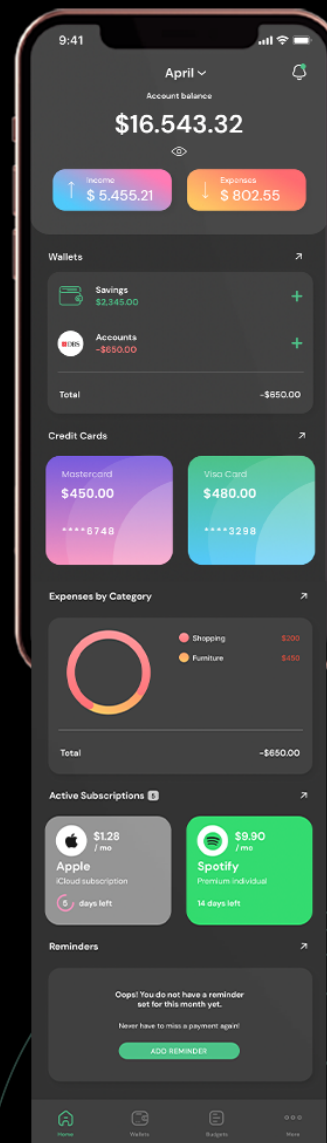 9:41
April
Account balance
$16.543.32
Income
$ 5.455.21
Expenses
$ 802.55
Wallets
Savings
$2,345.00
+
DBS
Accounts
-$650.00
+
Total
-$650.00
Credit Cards
Mastercard
$450.00
****6748
Visa Card
$480.00
****3298
Expenses by Category
Shopping
$200
Furniture
$450
Total
-$650.00
Active Subscriptions 5
$1.28
/ mo
Apple
iCloud subscription
5 days left
$9.90
/ mo
Spotify
Premium individual
14 days left
Reminders
Oops! You do not have a reminder
set for this month yet.
Never have to miss a payment again!
ADD REMINDER
Home
Wallets
Budgets
More